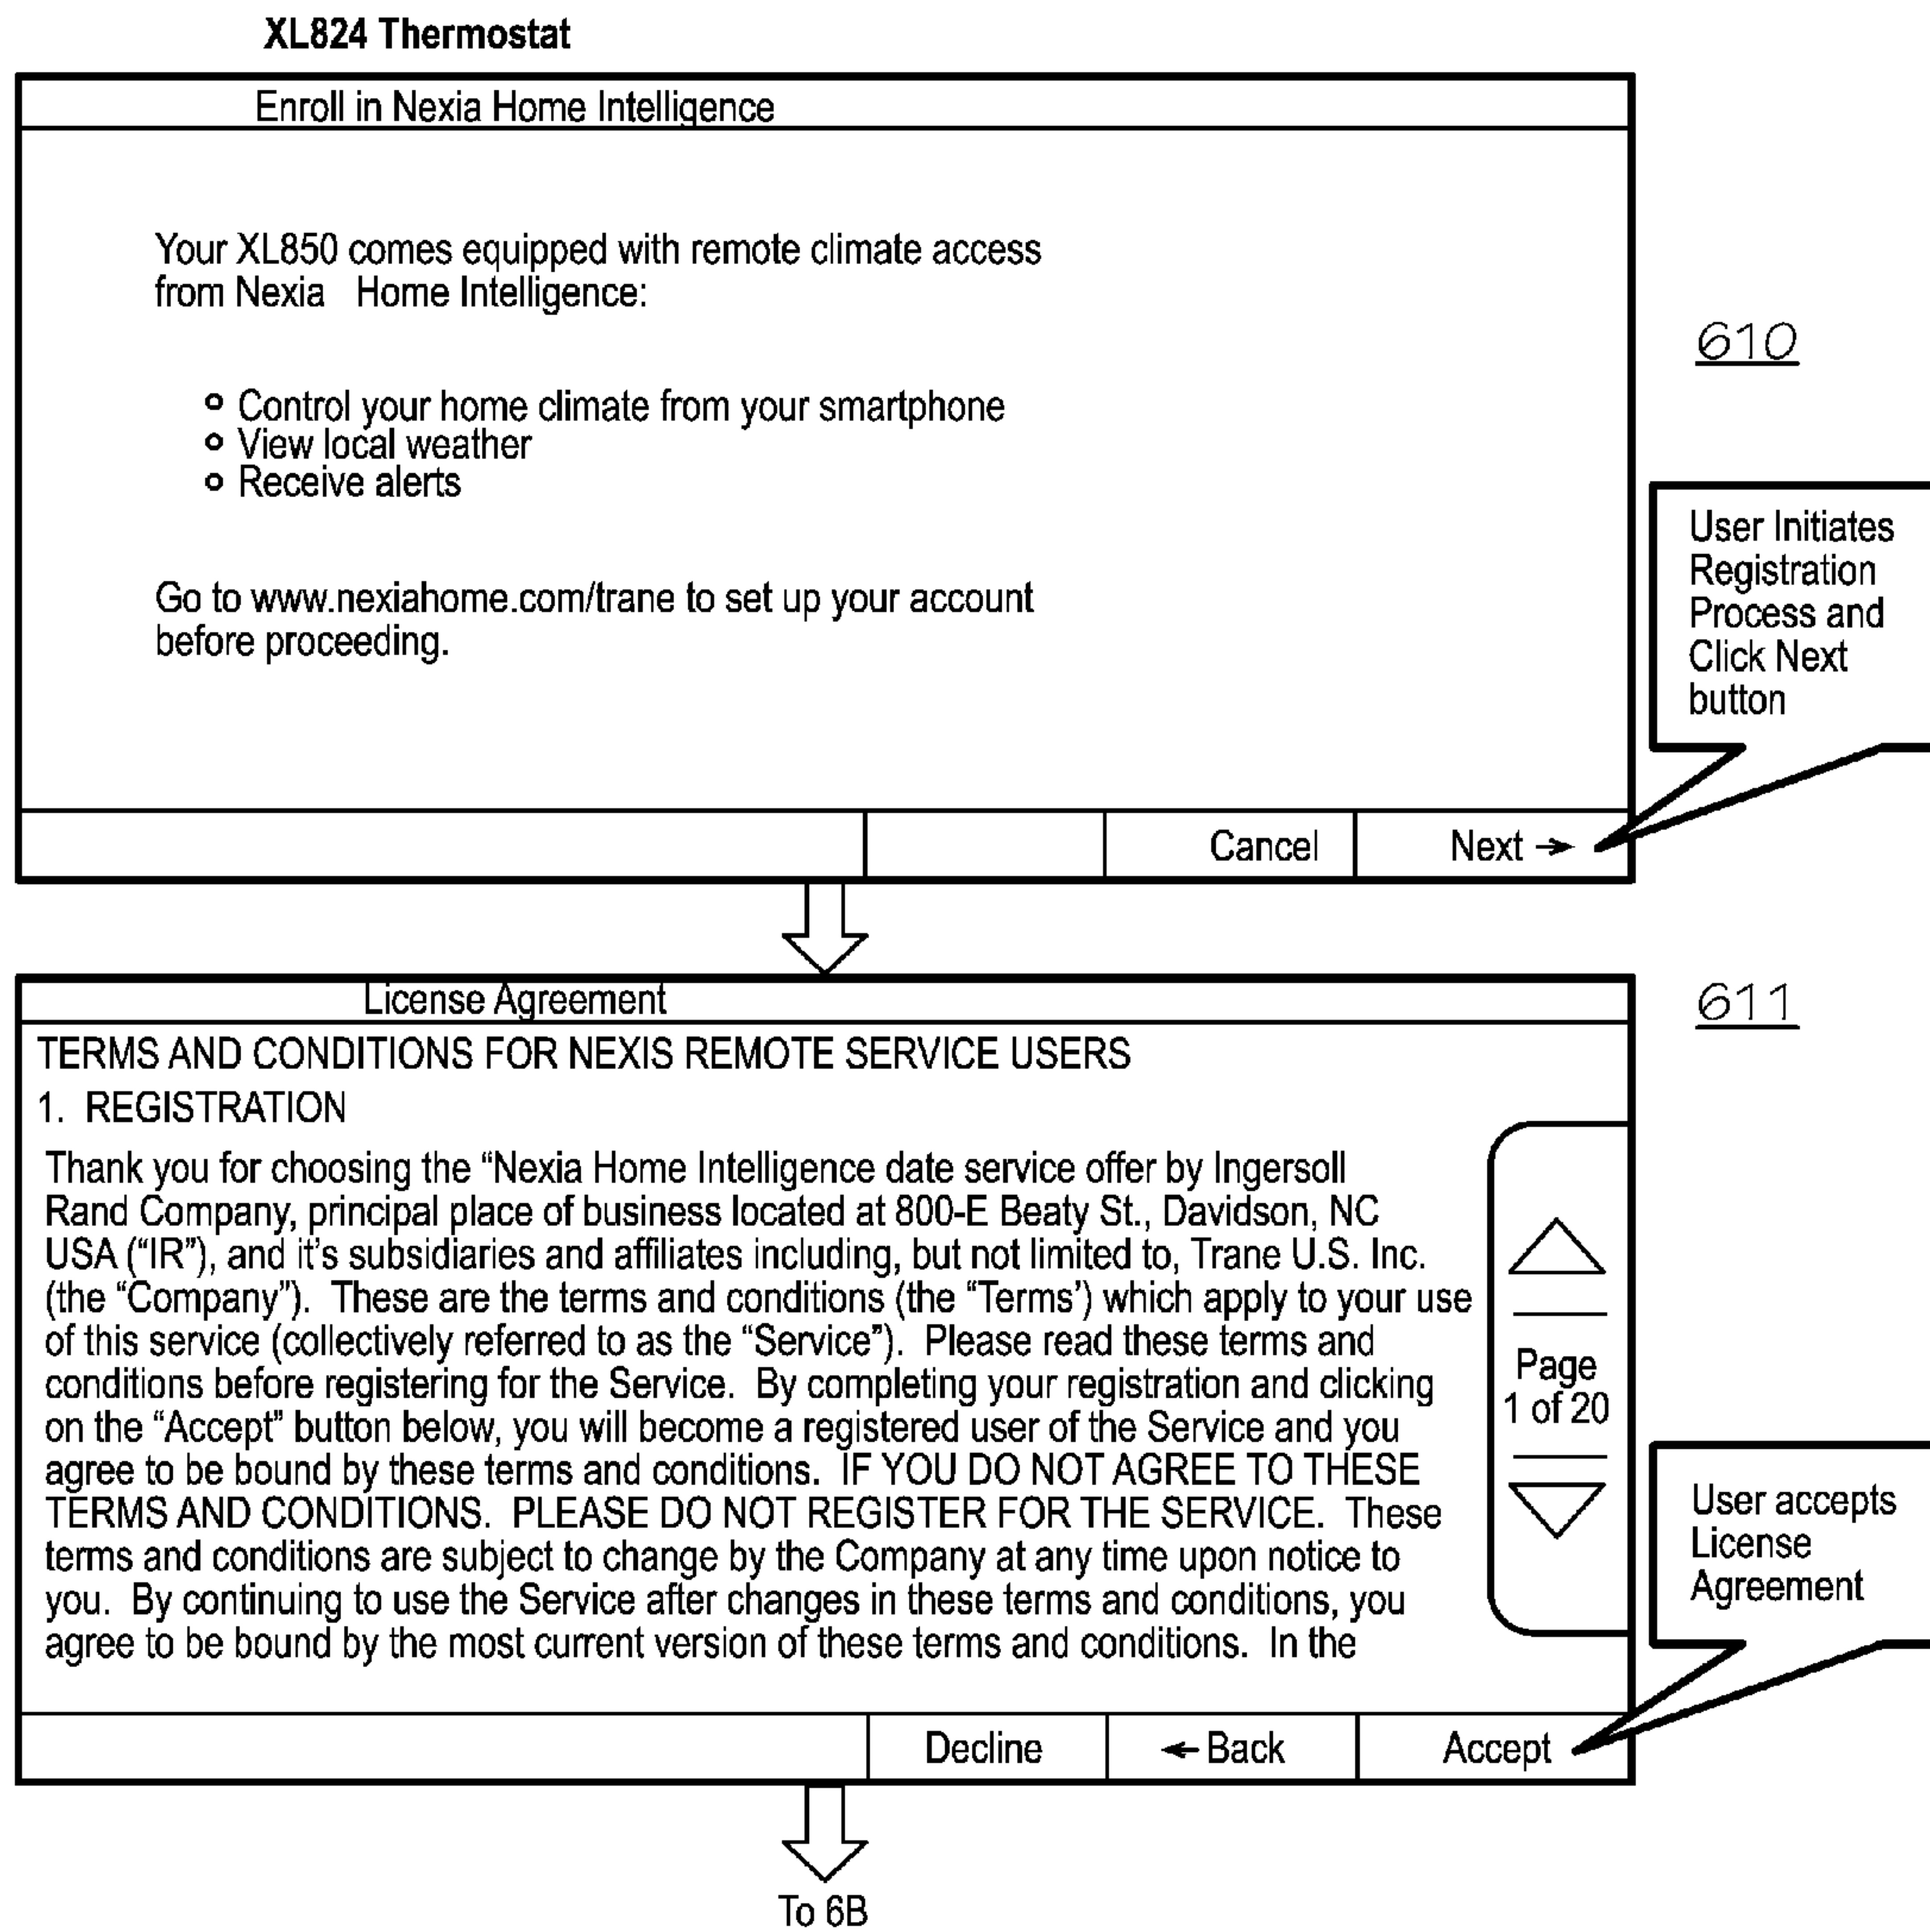 XL824 Thermostat
Enroll in Nexia Home Intelligence
Your XL850 comes equipped with remote climate access
from Nexia Home Intelligence:
610
Control your home climate from your smartphone
View local weather
Receive alerts
User Initiates
Registration
Process and
Click Next
button
Go to www.nexiahome.com/trane to set up your account
before proceeding.
Cancel
Next →
License Agreement
611
TERMS AND CONDITIONS FOR NEXIS REMOTE SERVICE USERS
1. REGISTRATION
Thank you for choosing the “Nexia Home Intelligence date service offer by Ingersoll
Rand Company, principal place of business located at 800-E Beaty St., Davidson, NC
USA (“IR”), and it's subsidiaries and affiliates including, but not limited to, Trane U.S. Inc.
(the “Company”). These are the terms and conditions (the “Terms’) which apply to your use
of this service (collectively referred to as the “Service”). Please read these terms and
conditions before registering for the Service. By completing your registration and clicking
on the “Accept” button below, you will become a registered user of the Service and you
agree to be bound by these terms and conditions. IF YOU DO NOT AGREE TO THESE
TERMS AND CONDITIONS. PLEASE DO NOT REGISTER FOR THE SERVICE. These
terms and conditions are subject to change by the Company at any time upon notice to
you. By continuing to use the Service after changes in these terms and conditions, you
agree to be bound by the most current version of these terms and conditions. In the
Page
1 of 20
User accepts
License
Agreement
Decline
← Back
Accept
To 6B